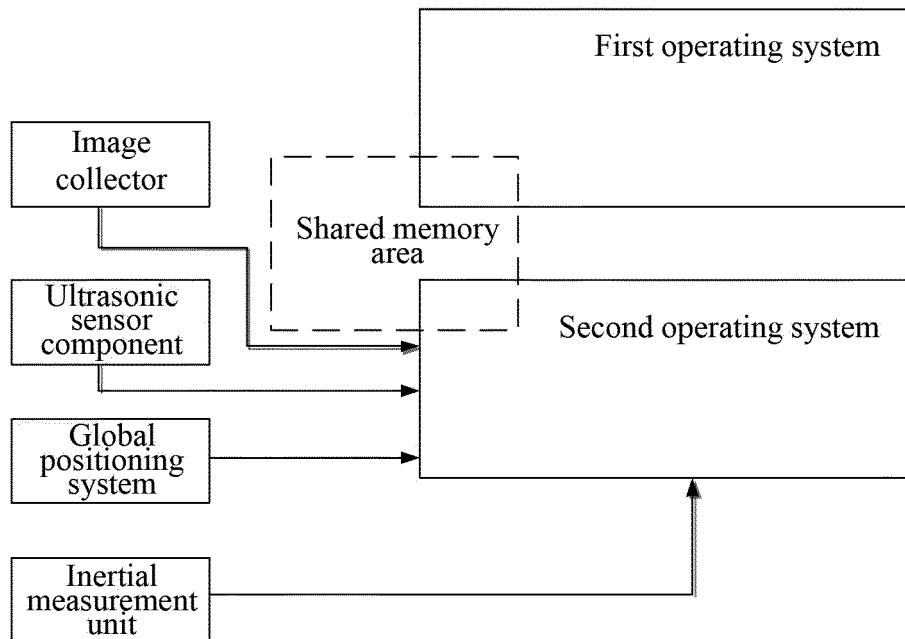 First operating system
Image
collector
Shared memory
area
Ultrasonic
sensor
component
Second operating system
Global
positioning
system
Inertial
measurement
unit